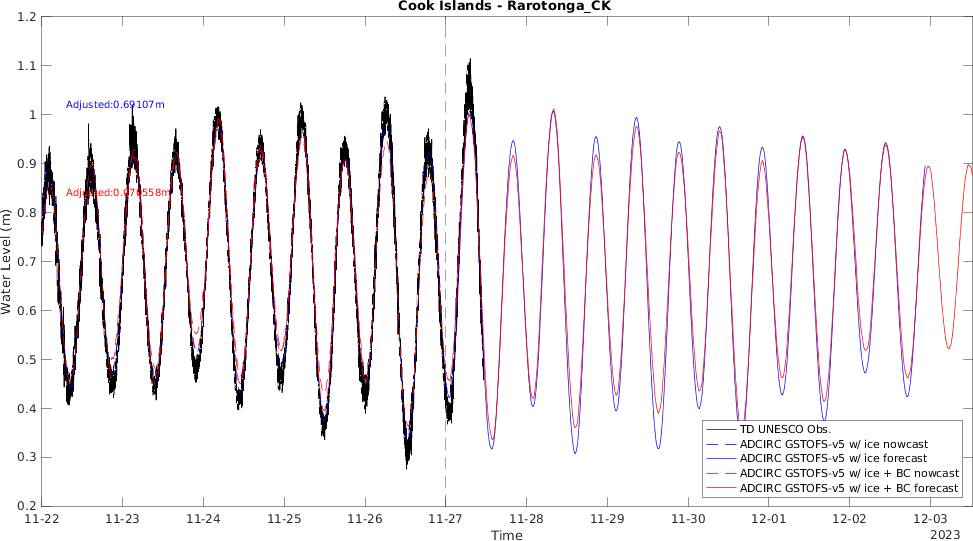 Cook Islands - Rarotonga_CK
Water Level (m)
1.2
1.1
1
0.9
0.8
0.7
0.6
0.5
0.4
0.3
0.2
Adjusted:0.69107m
Adjusted:0.070558m
TD UNESCO Obs.
ADCIRC GSTOFS-v5 w/ ice nowcast
ADCIRC GSTOFS-v5 w/ ice forecast
ADCIRC GSTOFS-v5 w/ ice + BC nowcast
ADCIRC GSTOFS-v5 w/ ice + BC forecast
11-22 11-23 11-24 11-25 11-26 11-27 11-28 11-29 11-30 12-01 12-02 12-03
Time
2023